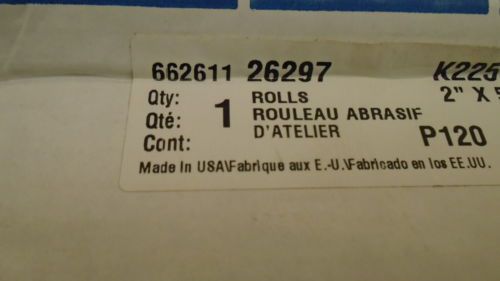 662611 26297 K225
Qty: 1 ROLLS 2" X
Qté: ROULEAU ABRASIF
Cont: D'ATELIER P120
Made in USA\Fabrique aux E.-U.\Fabricado en los EE.UU.